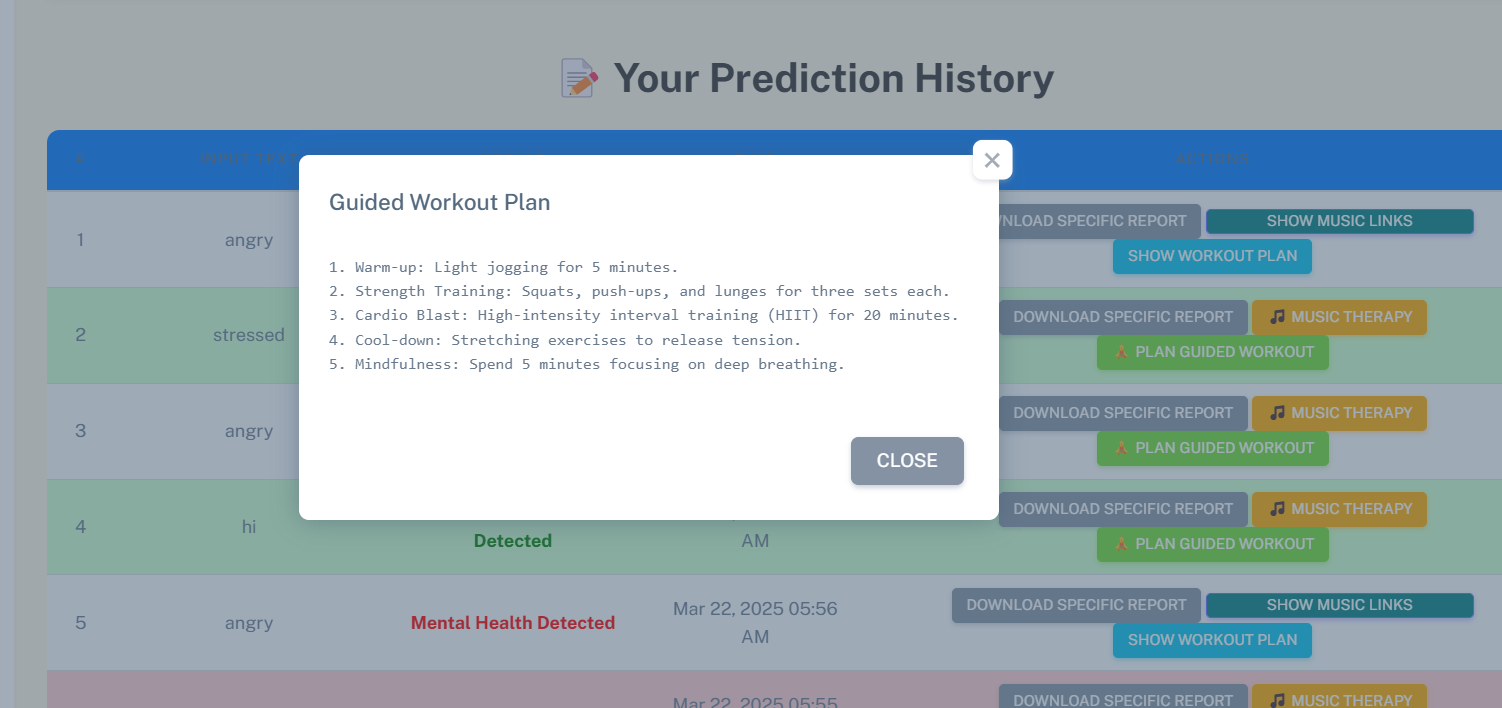 Your Prediction History
ACTIONS
Guided Workout Plan
1. Warm-up: Light jogging for 5 minutes.
2. Strength Training: Squats, push-ups, and lunges for three sets each.
3. Cardio Blast: High-intensity interval training (HIIT) for 20 minutes.
4. Cool-down: Stretching exercises to release tension.
5. Mindfulness: Spend 5 minutes focusing on deep breathing.
CLOSE
1 angry SPECIFIC REPORT SHOW MUSIC LINKS
SHOW WORKOUT PLAN
2 stressed DOWNLOAD SPECIFIC REPORT MUSIC THERAPY
PLAN GUIDED WORKOUT
3 angry DOWNLOAD SPECIFIC REPORT MUSIC THERAPY
PLAN GUIDED WORKOUT
4 hi DOWNLOAD SPECIFIC REPORT MUSIC THERAPY
Detected AM PLAN GUIDED WORKOUT
5 angry Mental Health Detected Mar 22, 2025 05:56 AM DOWNLOAD SPECIFIC REPORT SHOW MUSIC LINKS
SHOW WORKOUT PLAN
Mar 22, 2025 05:55 DOWNLOAD SPECIFIC REPORT MUSIC THERAPY